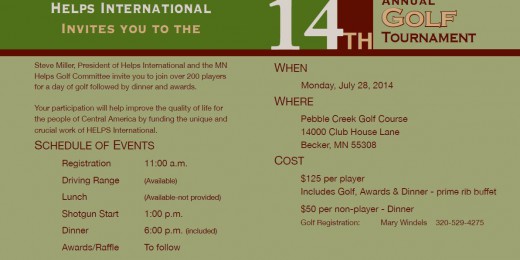 HELPS INTERNATIONAL
INVITES YOU TO THE
14TH
ANNUAL
GOLF
TOURNAMENT
Steve Miller, President of Helps International and the MN
Helps Golf Committee invite you to join over 200 players
for a day of golf followed by dinner and awards.
Your participation will help improve the quality of life for
the people of Central America by funding the unique and
crucial work of HELPS International.
SCHEDULE OF EVENTS
Registration 11:00 a.m.
Driving Range (Available)
Lunch (Available-not provided)
Shotgun Start 1:00 p.m.
Dinner 6:00 p.m. (included)
Awards/Raffle To follow
WHEN
Monday, July 28, 2014
WHERE
Pebble Creek Golf Course
14000 Club House Lane
Becker, MN 55308
COST
$125 per player
Includes Golf, Awards & Dinner - prime rib buffet
$50 per non-player - Dinner
Golf Registration: Mary Windels 320-529-4275